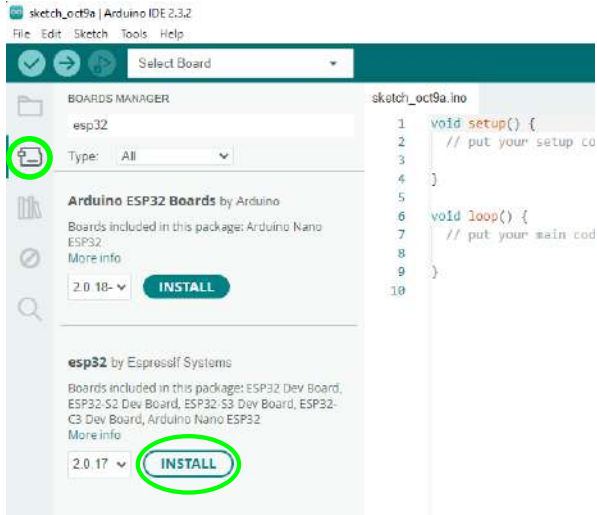 sketch_oct9a | Arduino IDE 2.3.2
File Edit Sketch Tools Help
Select Board
BOARDS MANAGER
esp32
Type: All
Arduino ESP32 Boards by Arduino
Boards included in this package: Arduino Nano
ESP32
More info
2.0.18- INSTALL
esp32 by Espressif Systems
Boards included in this package: ESP32 Dev Board,
ESP32-S2 Dev Board, ESP32-S3 Dev Board, ESP32-
C3 Dev Board, Arduino Nano ESP32
More info
2.0.17 INSTALL
sketch_oct9a.ino
1 void setup() {
2 // put your setup co
3
4 }
5
6 void loop() {
7 // put your main cod
8
9 }
10